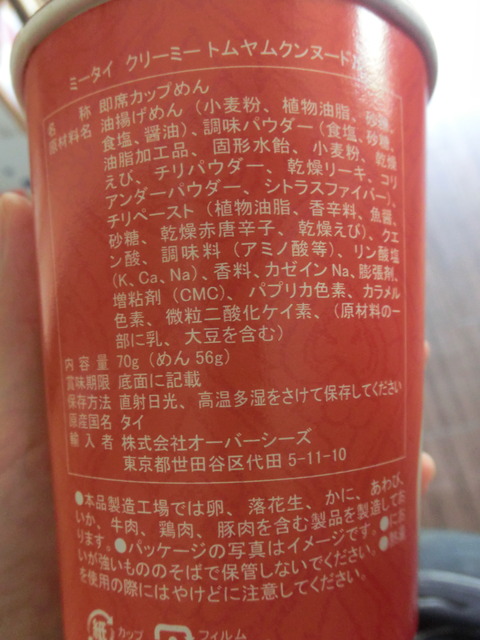 ミータイ クリーミー トムヤムクンヌードル
名 称 即席カップめん
原材料名 油揚げめん（小麦粉、植物油脂、砂糖、
食塩、醤油）、調味パウダー（食塩、砂糖、
油脂加工品、固形水飴、小麦粉、乾燥
えび、チリパウダー、乾燥リーキ、コリ
アンダーパウダー、シトラスファイバー）、
チリペースト（植物油脂、香辛料、魚醤、
砂糖、乾燥赤唐辛子、乾燥えび）、クエ
ン酸、調味料（アミノ酸等）、リン酸塩
(K、Ca、Na)、香料、カゼインNa、膨張剤、
増粘剤（CMC）、パプリカ色素、カラメル
色素、微粒二酸化ケイ素、（原材料の一
部に乳、大豆を含む）
内 容 量 70g（めん 56g）
賞味期限 底面に記載
保存方法 直射日光、高温多湿をさけて保存してください
原産国名 タイ
輸 入 者 株式会社オーバーシーズ
東京都世田谷区代田 5-11-10
●本品製造工場では卵、落花生、かに、あわび、
いか、牛肉、鶏肉、豚肉を含む製品を製造してお
ります。●パッケージの写真はイメージです。●にお
いが強いもののそばで保管しないでください。●熱湯
を使用の際にはやけどに注意してください。
紙 カップ フィルム